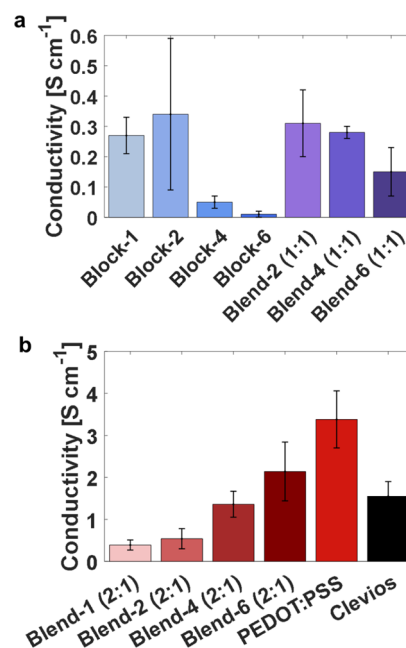 a
Conductivity [S cm⁻¹]
0.6
0.5
0.4
0.3
0.2
0.1
0
Block-1
Block-2
Block-4
Block-6
Blend-2 (1:1)
Blend-4 (1:1)
Blend-6 (1:1)
b
Conductivity [S cm⁻¹]
5
4
3
2
1
0
Blend-1 (2:1)
Blend-2 (2:1)
Blend-4 (2:1)
Blend-6 (2:1)
PEDOT:PSS
Clevios